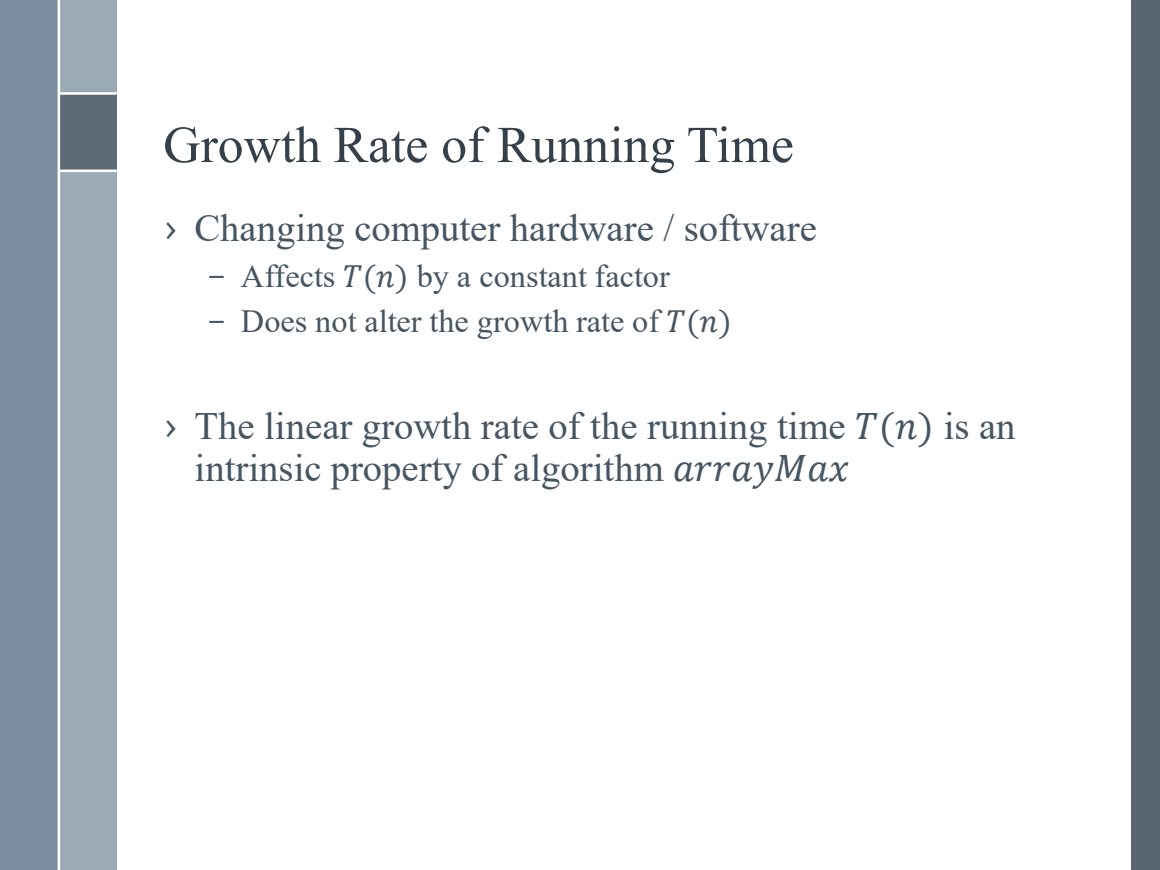 Growth Rate of Running Time
› Changing computer hardware / software
– Affects 𝑇(𝑛) by a constant factor
– Does not alter the growth rate of 𝑇(𝑛)
› The linear growth rate of the running time 𝑇(𝑛) is an
intrinsic property of algorithm 𝑎𝑟𝑟𝑎𝑦𝑀𝑎𝑥